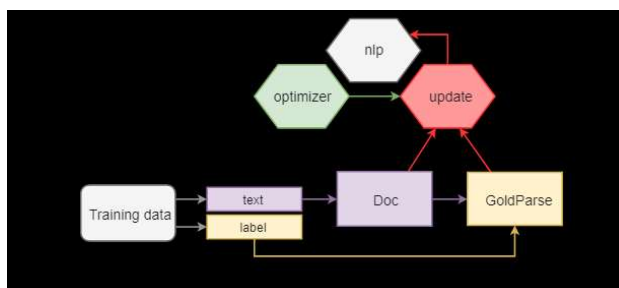 nlp
optimizer
update
Training data
text
label
Doc
GoldParse